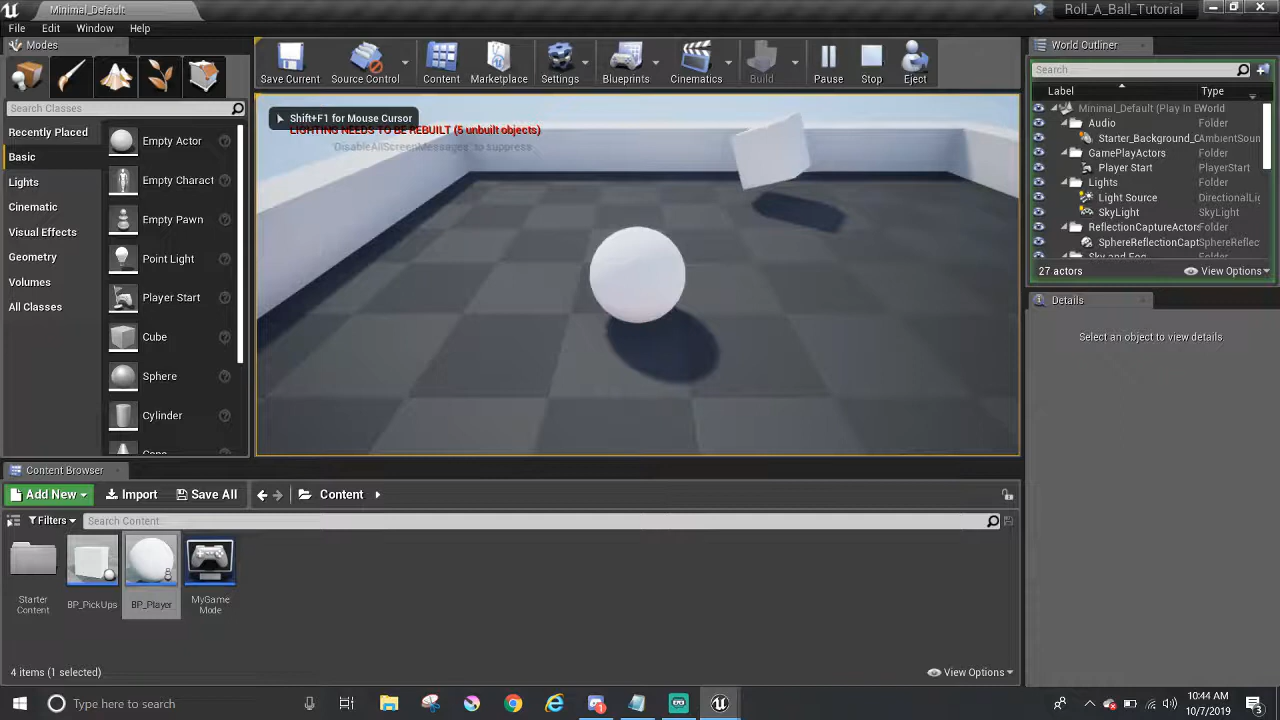 Minimal_Default
Roll_A_Ball_Tutorial
File Edit Window Help
Modes
Search Classes
Recently Placed
Basic
Lights
Cinematic
Visual Effects
Geometry
Volumes
All Classes
Empty Actor
Empty Charact
Empty Pawn
Point Light
Player Start
Cube
Sphere
Cylinder
Save Current
Source Control
Content
Marketplace
Settings
Blueprints
Cinematics
Build
Pause
Stop
Eject
Shift+F1 for Mouse Cursor
LIGHTING NEEDS TO BE REBUILT (5 unbuilt objects)
'DisableAllScreenMessages' to suppress
World Outliner
Search
Label Type
Minimal_Default (Play In E World
Audio Folder
Starter_Background_C AmbientSoun
GamePlayActors Folder
Player Start PlayerStart
Lights Folder
Light Source DirectionalLi
SkyLight SkyLight
ReflectionCaptureActors Folder
SphereReflectionCapt SphereReflec
Sky and Fog Folder
27 actors View Options
Details
Select an object to view details
Content Browser
Add New Import Save All Content
Filters Search Content
Starter Content
BP_PickUps
BP_Player
MyGame Mode
4 items (1 selected) View Options
Type here to search
10:44 AM
10/7/2019